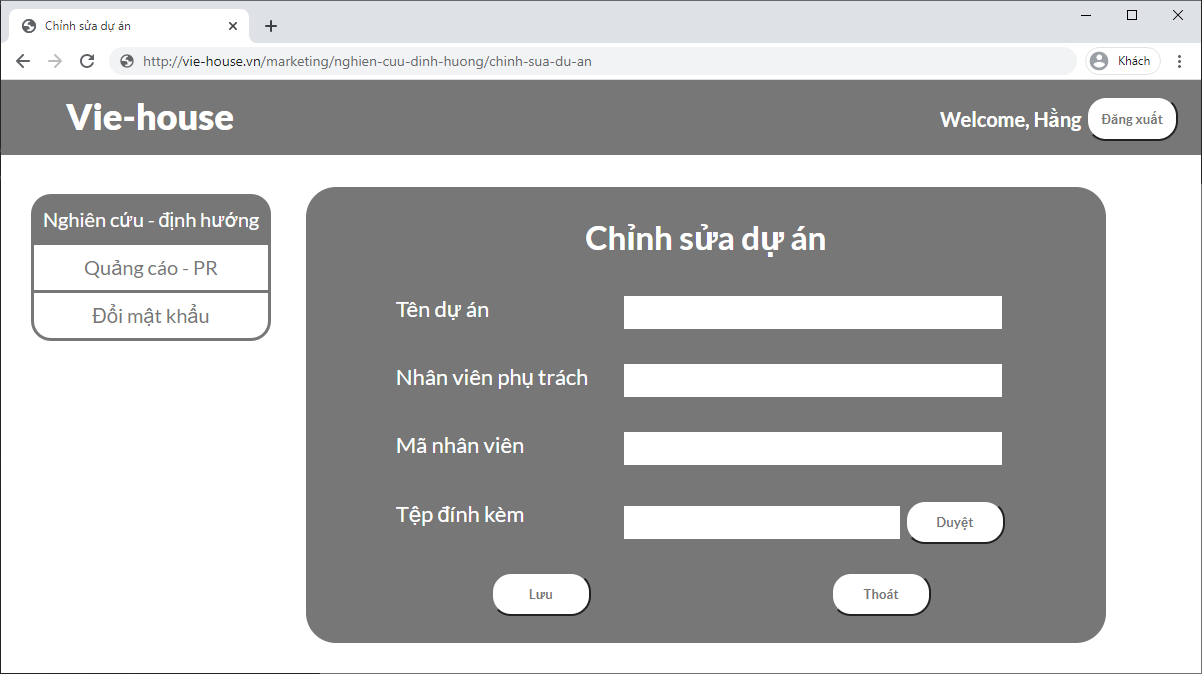 Chỉnh sửa dự án
http://vie-house.vn/marketing/nghien-cuu-dinh-huong/chinh-sua-du-an
Khách
Vie-house
Welcome, Hằng
Đăng xuất
Nghiên cứu - định hướng
Quảng cáo - PR
Đổi mật khẩu
Chỉnh sửa dự án
Tên dự án
Nhân viên phụ trách
Mã nhân viên
Tệp đính kèm
Duyệt
Lưu
Thoát